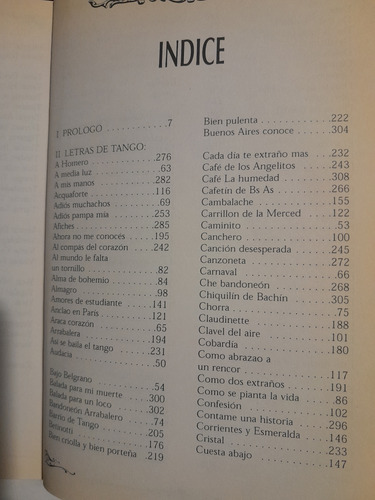 INDICE
I PROLOGO . . . . . . . . . . . .7
II. LETRAS DE TANGO:
A Homero . . . . . . . . . . . .276
A media luz . . . . . . . . . . . .63
A mis manos . . . . . . . . . .282
Acquaforte . . . . . . . . . . .116
Adiós muchachos . . . . . . . .69
Adiós pampa mía . . . . . . .253
Afiches . . . . . . . . . . . . .285
Ahora no me conocés . . . .195
Al compas del corazón . . . .242
Al mundo le falta
un tornillo . . . . . . . . . . . .82
Alma de bohemio . . . . . . . .84
Almagro . . . . . . . . . . . . .98
Amores de estudiante . . . .141
Anclao en París . . . . . . . .121
Araca corazón . . . . . . . . .65
Arrabalera . . . . . . . . . . .194
Así se baila el tango . . . . .231
Audacia . . . . . . . . . . . . .50
Bajo Belgrano . . . . . . . . . .54
Balada para mi muerte . . . .300
Balada para un loco . . . . .302
Bandoneón Arrabalero . . . . .74
Barrio de Tango . . . . . . . .205
Betinotti . . . . . . . . . . . .176
Bien criolla y bien porteña .219
Bien pulenta . . . . . . . . . .222
Buenos Aires conoce . . . . .304
Cada día te extraño mas . . .232
Café de los Angelitos . . . .243
Café La humedad . . . . . . .308
Cafetín de Bs As . . . . . . .266
Cambalache . . . . . . . . . .155
Carrillon de la Merced . . . .122
Caminito . . . . . . . . . . . .53
Canchero . . . . . . . . . . . .100
Canción desesperada . . . . .245
Canzoneta . . . . . . . . . . .272
Carnaval . . . . . . . . . . . .66
Che bandoneón . . . . . . . .268
Chiquilín de Bachín . . . . .305
Chorra . . . . . . . . . . . . .75
Claudinette . . . . . . . . . .188
Clavel del aire . . . . . . . .101
Cobardía . . . . . . . . . . . .180
Como abrazao a
un rencor . . . . . . . . . . .117
Como dos extraños . . . . . .191
Como se pianta la vida . . . .86
Confesión . . . . . . . . . . .102
Contame una historia . . . . .296
Corrientes y Esmeralda . . . .146
Cristal . . . . . . . . . . . . .233
Cuesta abajo . . . . . . . . .147